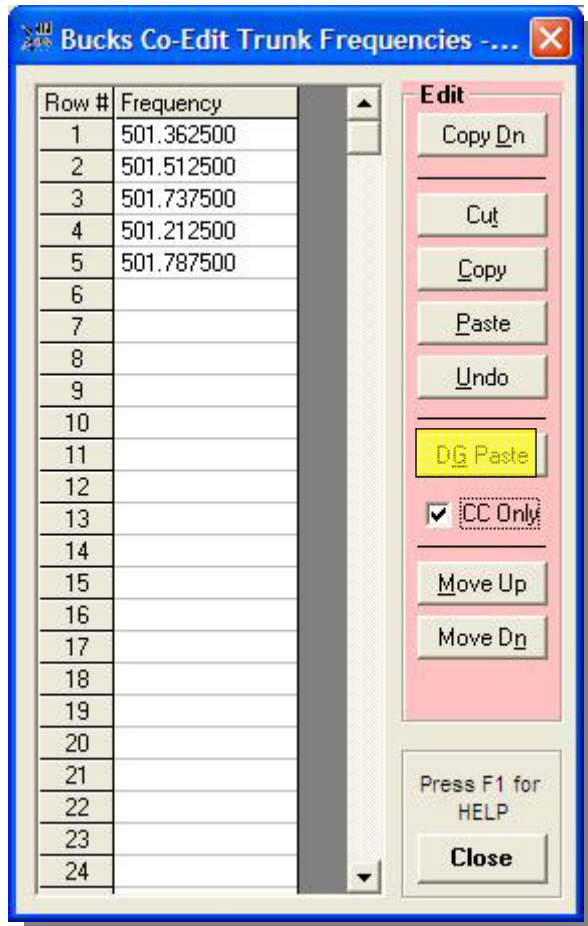 Bucks Co-Edit Trunk Frequencies -...
Row # Frequency
1 501.362500
2 501.512500
3 501.737500
4 501.212500
5 501.787500
6
7
8
9
10
11
12
13
14
15
16
17
18
19
20
21
22
23
24
Edit
Copy Dn
Cut
Copy
Paste
Undo
DG Paste
CC Only
Move Up
Move Dn
Press F1 for
HELP
Close